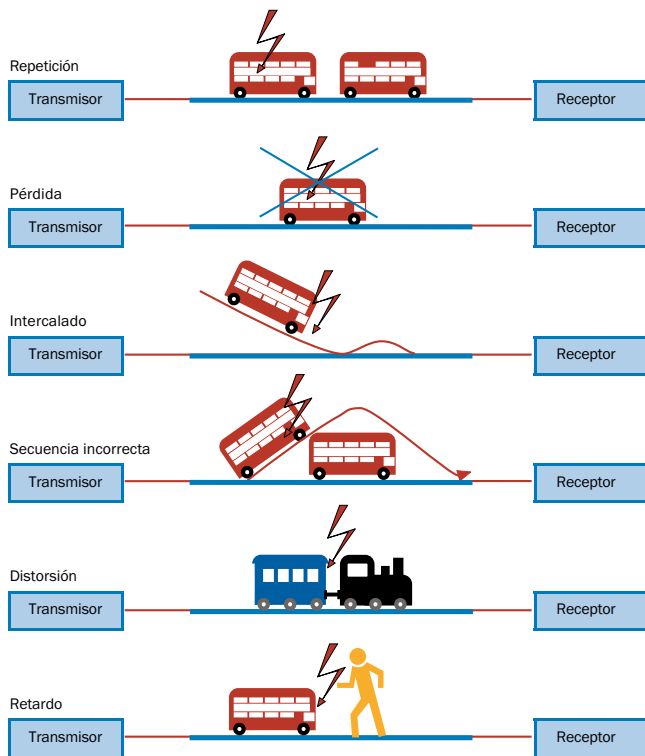 Repetición
Transmisor
Receptor
Pérdida
Transmisor
Receptor
Intercalado
Transmisor
Receptor
Secuencia incorrecta
Transmisor
Receptor
Distorsión
Transmisor
Receptor
Retardo
Transmisor
Receptor